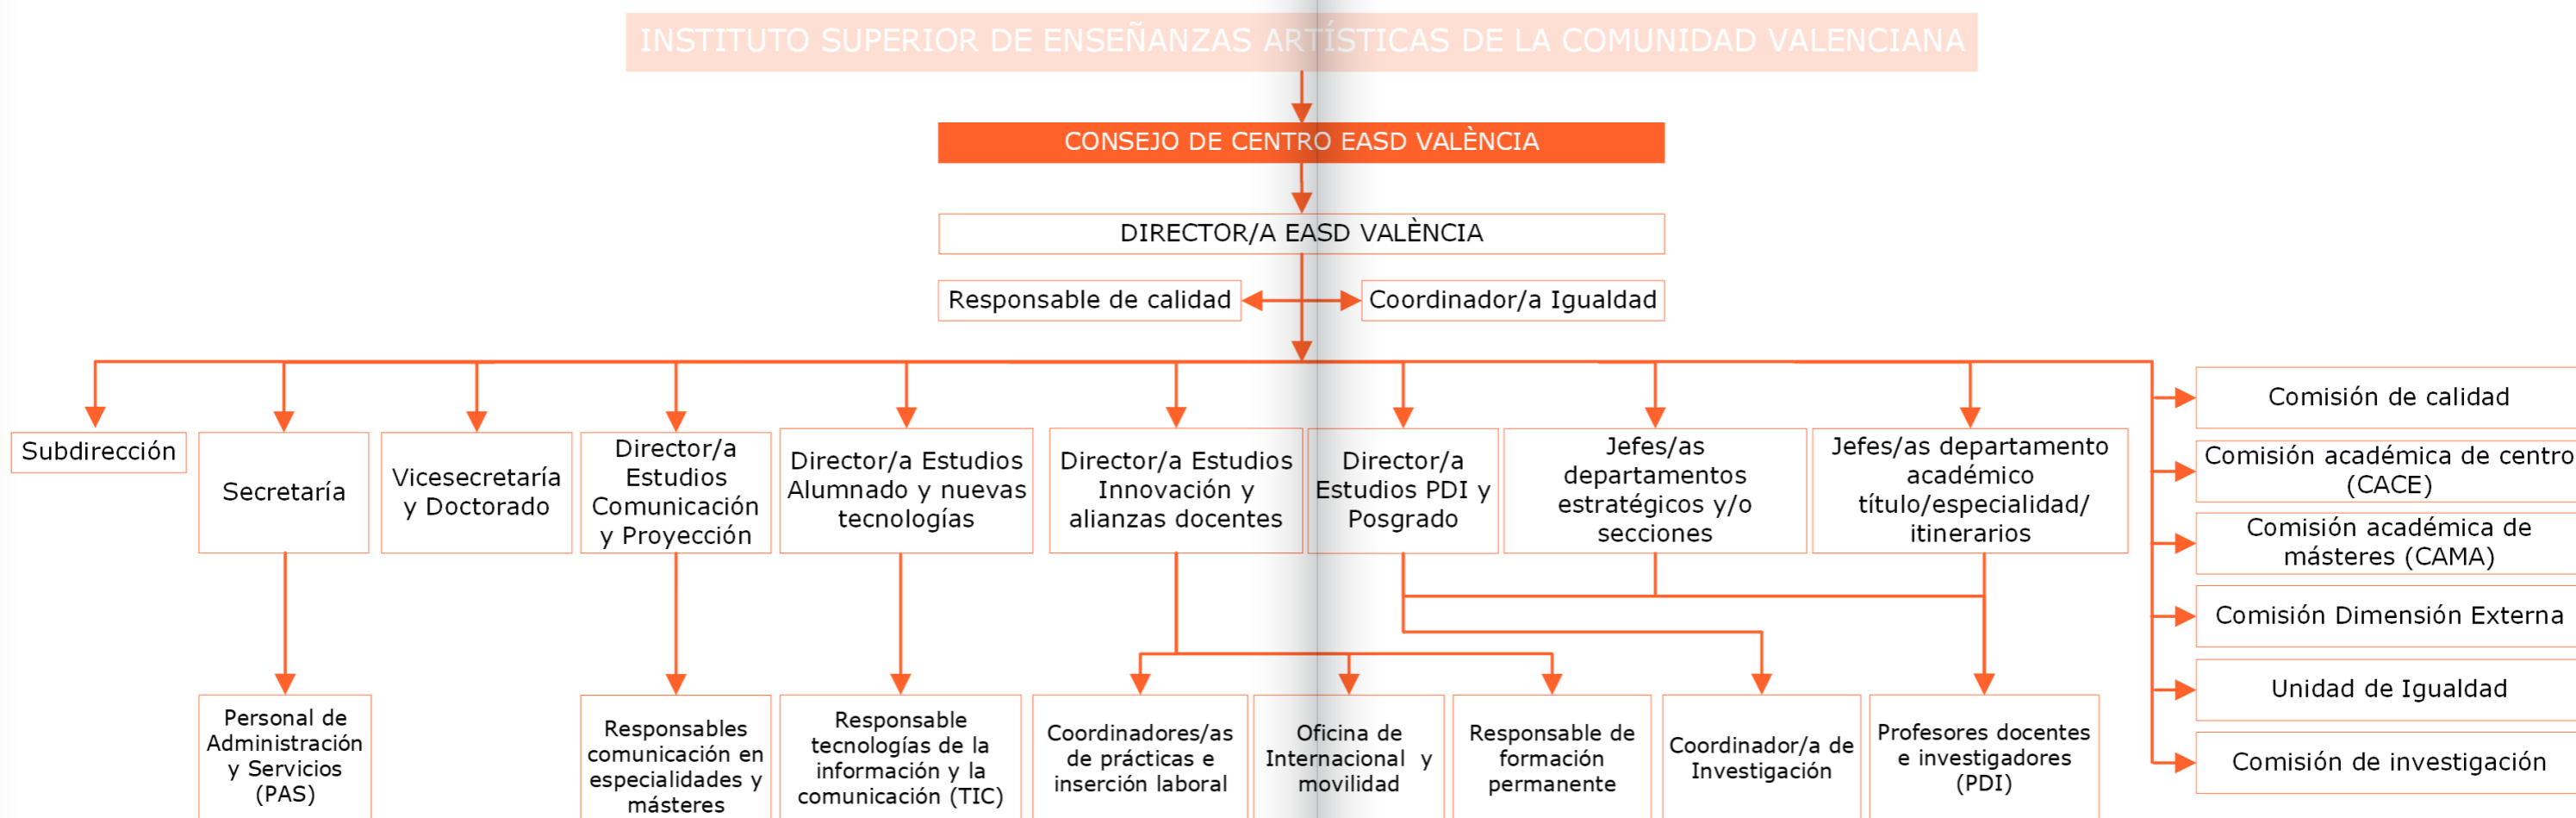 INSTITUTO SUPERIOR DE ENSEÑANZAS ARTÍSTICAS DE LA COMUNIDAD VALENCIANA
CONSEJO DE CENTRO EASD VALÈNCIA
DIRECTOR/A EASD VALÈNCIA
Responsable de calidad
Coordinador/a Igualdad
Subdirección
Secretaría
Vicesecretaría
y Doctorado
Director/a
Estudios
Comunicación
y Proyección
Director/a Estudios
Alumnado y nuevas
tecnologías
Director/a Estudios
Innovación y
alianzas docentes
Director/a
Estudios PDI y
Posgrado
Jefes/as
departamentos
estratégicos y/o
secciones
Jefes/as departamento
académico
título/especialidad/
itinerarios
Comisión de calidad
Comisión académica de centro
(CACE)
Comisión académica de
másteres (CAMA)
Comisión Dimensión Externa
Unidad de Igualdad
Comisión de investigación
Personal de
Administración
y Servicios
(PAS)
Responsables
comunicación en
especialidades y
másteres
Responsable
tecnologías de la
información y la
comunicación (TIC)
Coordinadores/as
de prácticas e
inserción laboral
Oficina de
Internacional y
movilidad
Responsable de
formación
permanente
Coordinador/a de
Investigación
Profesores docentes
e investigadores
(PDI)